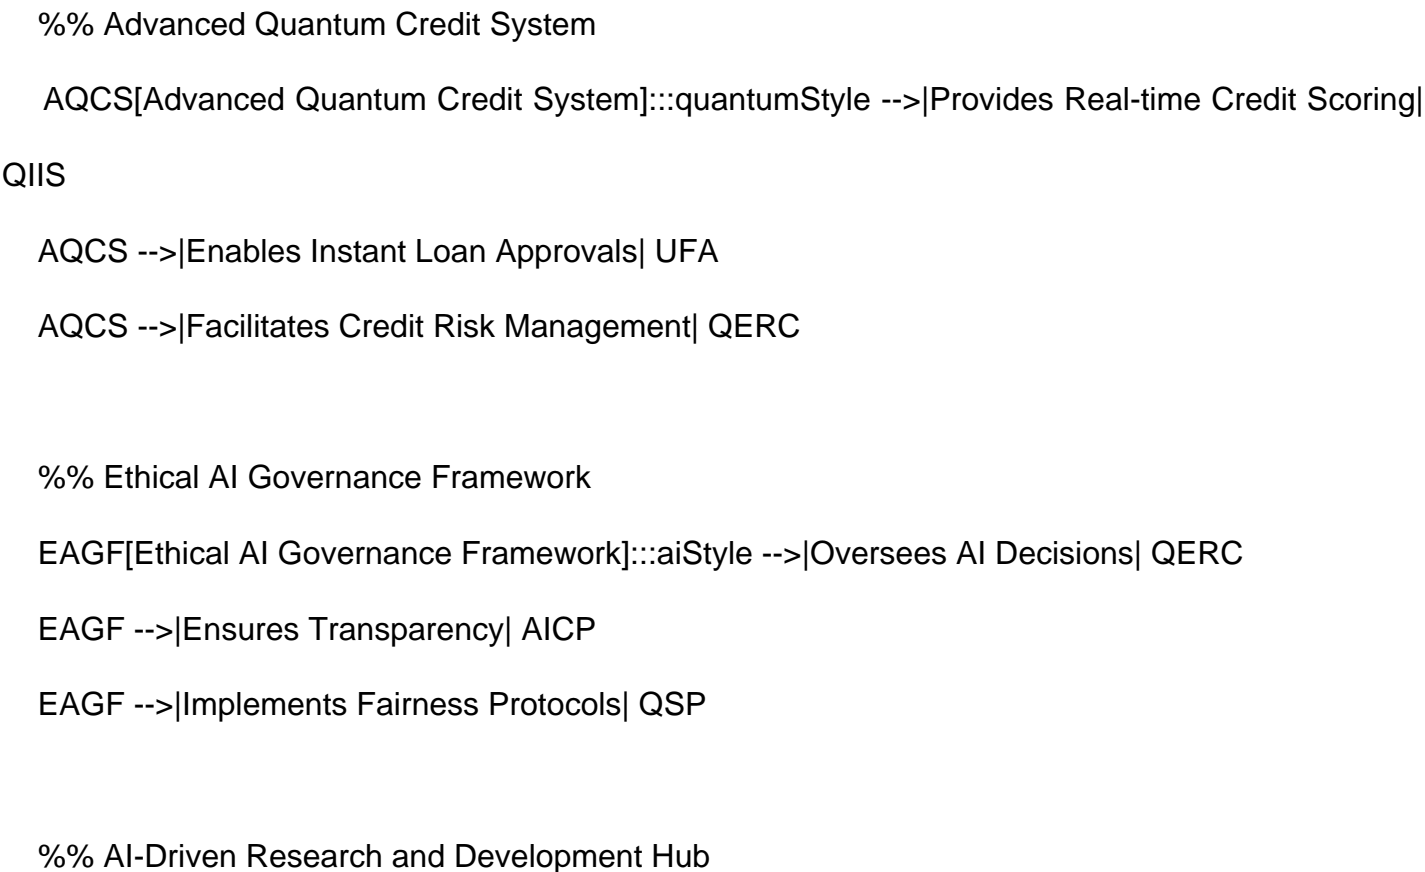 %% Advanced Quantum Credit System
AQCS[Advanced Quantum Credit System]:::quantumStyle -->|Provides Real-time Credit Scoring|
QIIS
AQCS -->|Enables Instant Loan Approvals| UFA
AQCS -->|Facilitates Credit Risk Management| QERC
%% Ethical AI Governance Framework
EAGF[Ethical AI Governance Framework]:::aiStyle -->|Oversees AI Decisions| QERC
EAGF -->|Ensures Transparency| AICP
EAGF -->|Implements Fairness Protocols| QSP
%% AI-Driven Research and Development Hub